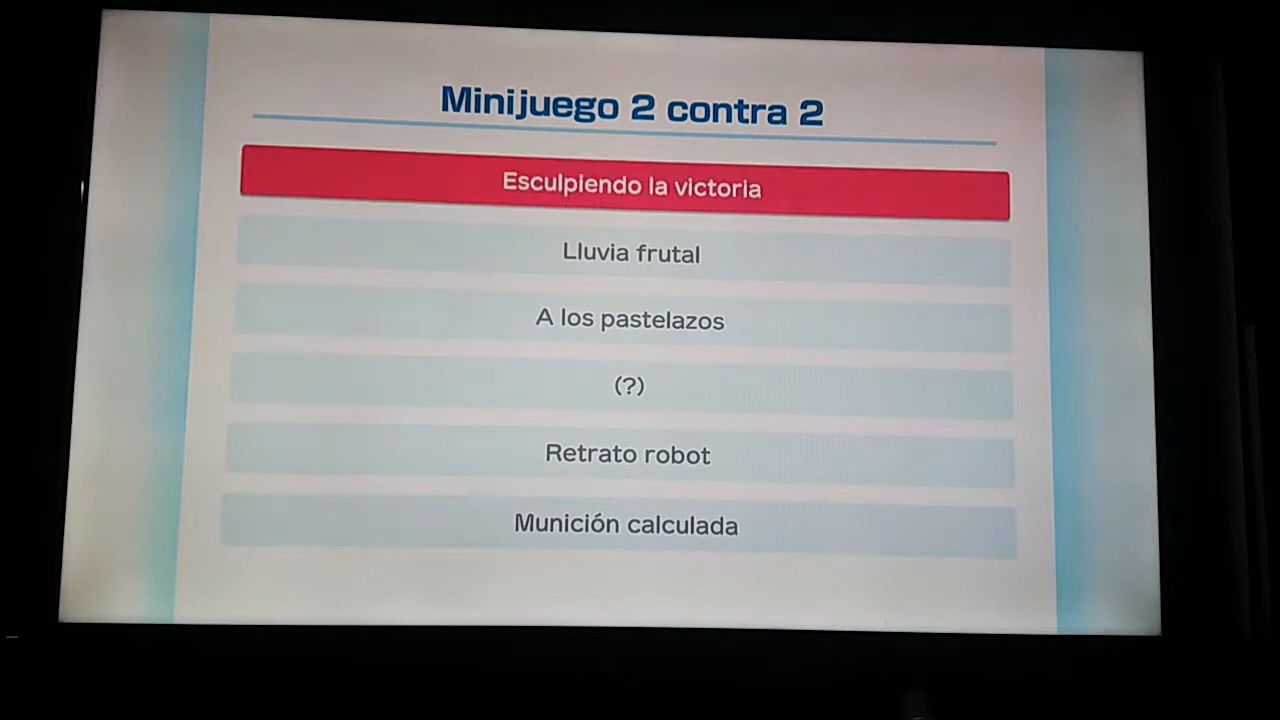 Minijuego 2 contra 2
Esculpiendo la victoria
Lluvia frutal
A los pastelazos
(?)
Retrato robot
Munición calculada